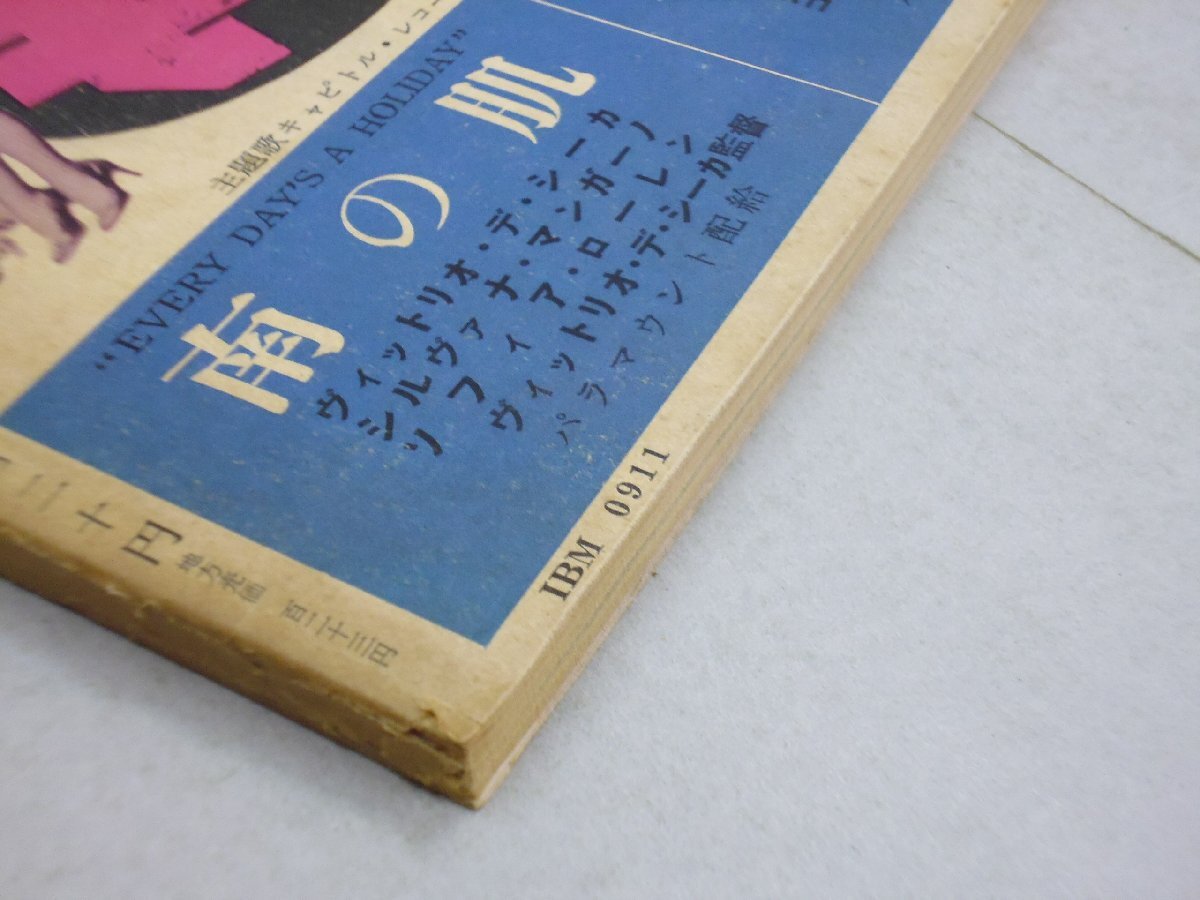 主題歌キャピトル・レコ
"EVERY DAY'S A HOLIDAY"
南の肌
ヴィットリオ・デ・シーカ
シルヴァナ・マンガーノ
ソフィア・ローレン
ヴィットリオ・デ・シーカ監督
パラマウント配給
二十円
地方売価 百二十三円
IBM 0911